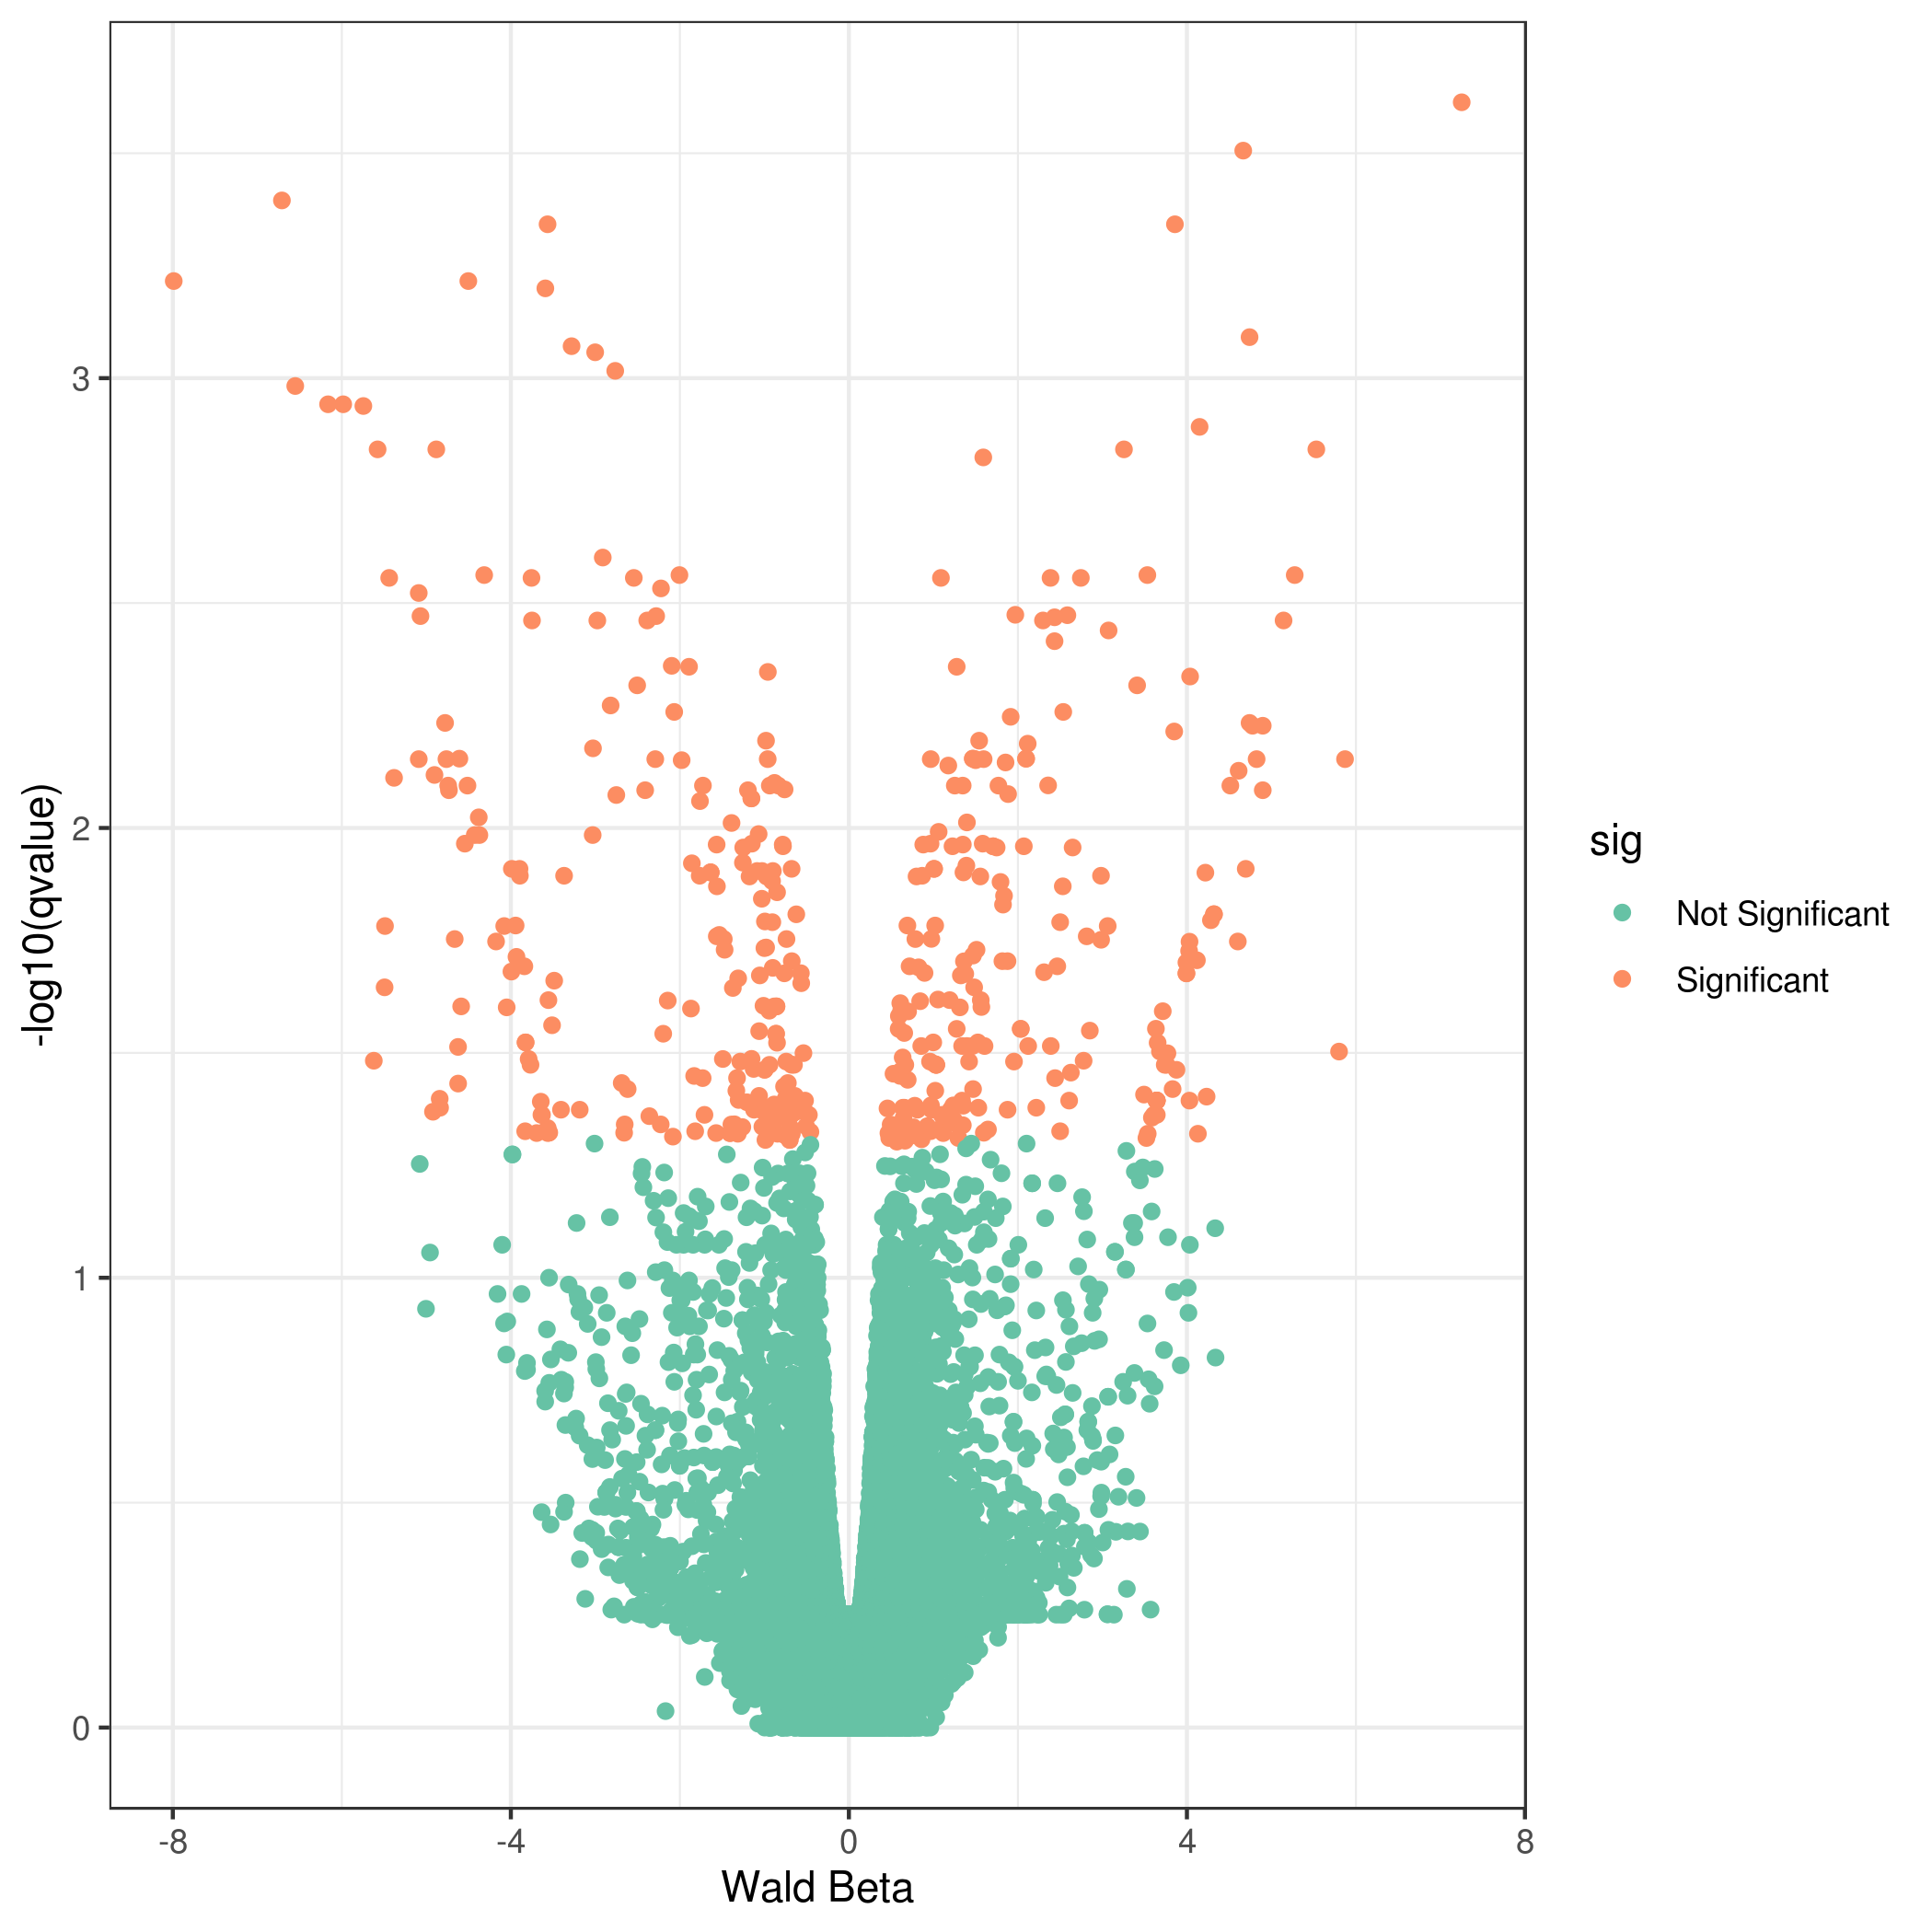 -log10(qvalue)
3
2
1
0
-8
-4
0
4
8
Wald Beta
sig
Not Significant
Significant